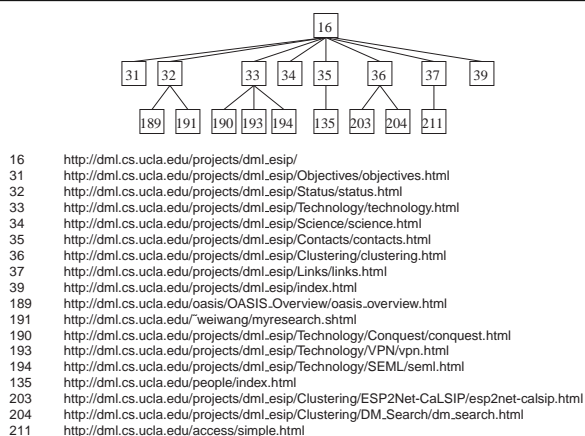 16
31 32 33 34 35 36 37 39
189 191 190 193 194 135 203 204 211
16 http://dml.cs.ucla.edu/projects/dml_esip/
31 http://dml.cs.ucla.edu/projects/dml_esip/Objectives/objectives.html
32 http://dml.cs.ucla.edu/projects/dml_esip/Status/status.html
33 http://dml.cs.ucla.edu/projects/dml_esip/Technology/technology.html
34 http://dml.cs.ucla.edu/projects/dml_esip/Science/science.html
35 http://dml.cs.ucla.edu/projects/dml_esip/Contacts/contacts.html
36 http://dml.cs.ucla.edu/projects/dml_esip/Clustering/clustering.html
37 http://dml.cs.ucla.edu/projects/dml_esip/Links/links.html
39 http://dml.cs.ucla.edu/projects/dml_esip/index.html
189 http://dml.cs.ucla.edu/oasis/OASIS_Overview/oasis_overview.html
191 http://dml.cs.ucla.edu/~weiwang/myresearch.shtml
190 http://dml.cs.ucla.edu/projects/dml_esip/Technology/Conquest/conquest.html
193 http://dml.cs.ucla.edu/projects/dml_esip/Technology/VPN/vpn.html
194 http://dml.cs.ucla.edu/projects/dml_esip/Technology/SEML/seml.html
135 http://dml.cs.ucla.edu/people/index.html
203 http://dml.cs.ucla.edu/projects/dml_esip/Clustering/ESP2Net-CaLSIP/esp2net-calsip.html
204 http://dml.cs.ucla.edu/projects/dml_esip/Clustering/DM_Search/dm_search.html
211 http://dml.cs.ucla.edu/access/simple.html